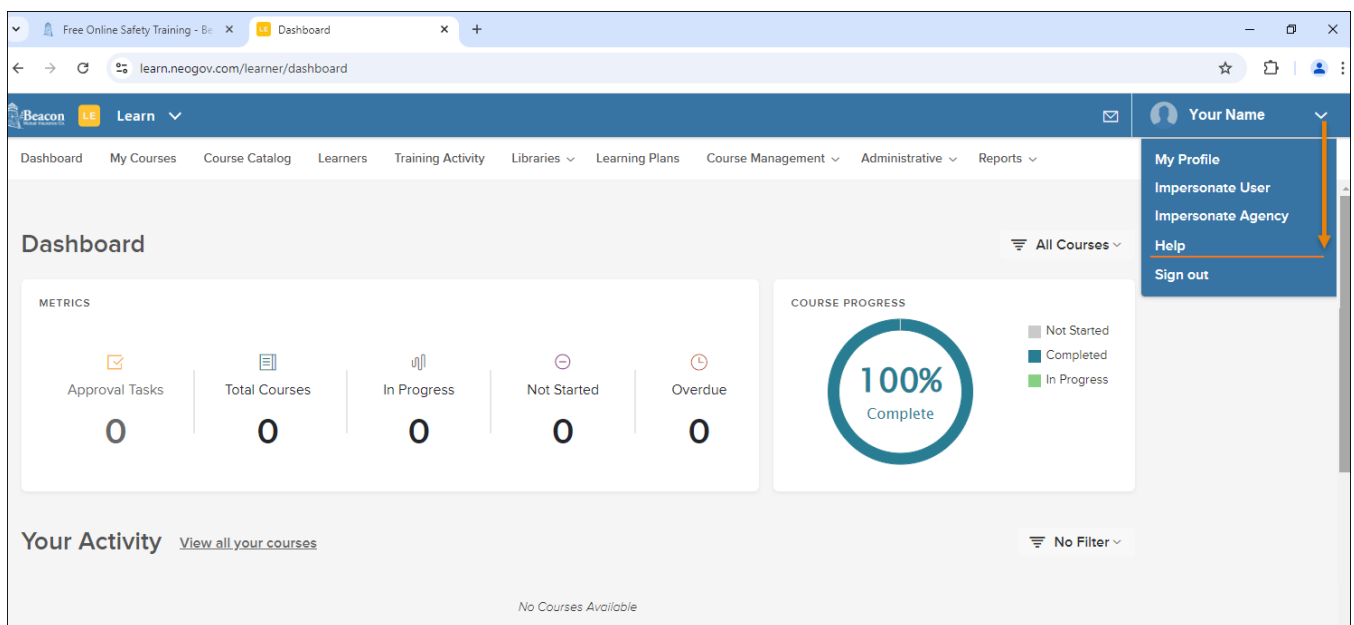 Free Online Safety Training - Be
LE Dashboard
learn.neogov.com/learner/dashboard
Beacon LE Learn Your Name
Dashboard My Courses Course Catalog Learners Training Activity Libraries Learning Plans Course Management Administrative Reports
My Profile
Impersonate User
Impersonate Agency
Help
Sign out
Dashboard
All Courses
METRICS
Approval Tasks Total Courses In Progress Not Started Overdue
0 0 0 0 0
COURSE PROGRESS
100%
Complete
Not Started
Completed
In Progress
Your Activity View all your courses
No Filter
No Courses Available